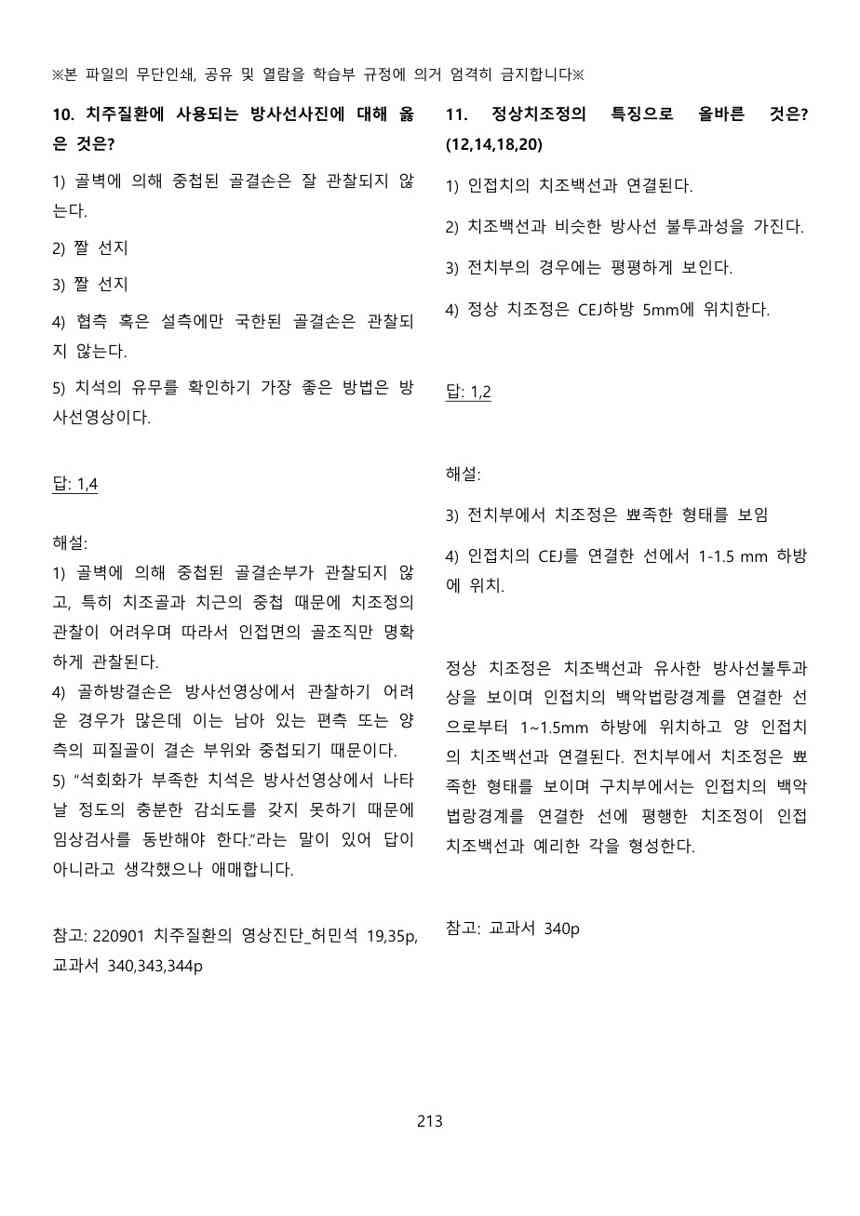 ※본 파일의 무단인쇄, 공유 및 열람을 학습부 규정에 의거 엄격히 금지합니다※
10. 치주질환에 사용되는 방사선사진에 대해 옳
은 것은?
1) 골벽에 의해 중첩된 골결손은 잘 관찰되지 않
는다.
2) 짤 선지
3) 짤 선지
4) 협측 혹은 설측에만 국한된 골결손은 관찰되
지 않는다.
5) 치석의 유무를 확인하기 가장 좋은 방법은 방
사선영상이다.
답: 1,4
해설:
1) 골벽에 의해 중첩된 골결손부가 관찰되지 않
고, 특히 치조골과 치근의 중첩 때문에 치조정의
관찰이 어려우며 따라서 인접면의 골조직만 명확
하게 관찰된다.
4) 골하방결손은 방사선영상에서 관찰하기 어려
운 경우가 많은데 이는 남아 있는 편측 또는 양
측의 피질골이 결손 부위와 중첩되기 때문이다.
5) “석회화가 부족한 치석은 방사선영상에서 나타
날 정도의 충분한 감쇠도를 갖지 못하기 때문에
임상검사를 동반해야 한다.”라는 말이 있어 답이
아니라고 생각했으나 애매합니다.
참고: 220901 치주질환의 영상진단_허민석 19,35p,
교과서 340,343,344p
11. 정상치조정의 특징으로 올바른 것은?
(12,14,18,20)
1) 인접치의 치조백선과 연결된다.
2) 치조백선과 비슷한 방사선 불투과성을 가진다.
3) 전치부의 경우에는 평평하게 보인다.
4) 정상 치조정은 CEJ하방 5mm에 위치한다.
답: 1,2
해설:
3) 전치부에서 치조정은 뾰족한 형태를 보임
4) 인접치의 CEJ를 연결한 선에서 1-1.5 mm 하방
에 위치.
정상 치조정은 치조백선과 유사한 방사선불투과
상을 보이며 인접치의 백악법랑경계를 연결한 선
으로부터 1~1.5mm 하방에 위치하고 양 인접치
의 치조백선과 연결된다. 전치부에서 치조정은 뾰
족한 형태를 보이며 구치부에서는 인접치의 백악
법랑경계를 연결한 선에 평행한 치조정이 인접
치조백선과 예리한 각을 형성한다.
참고: 교과서 340p
213